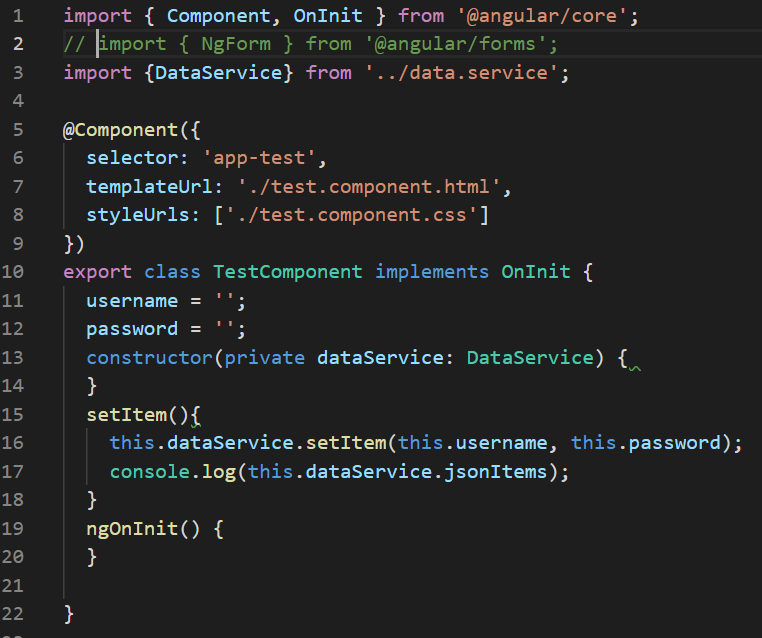 1 import { Component, OnInit } from '@angular/core';
2 // import { NgForm } from '@angular/forms';
3 import {DataService} from '../data.service';
4
5 @Component({
6   selector: 'app-test',
7   templateUrl: './test.component.html',
8   styleUrls: ['./test.component.css']
9 })
10 export class TestComponent implements OnInit {
11   username = '';
12   password = '';
13   constructor(private dataService: DataService) {
14   }
15   setItem(){
16     this.dataService.setItem(this.username, this.password);
17     console.log(this.dataService.jsonItems);
18   }
19   ngOnInit() {
20   }
21
22 }